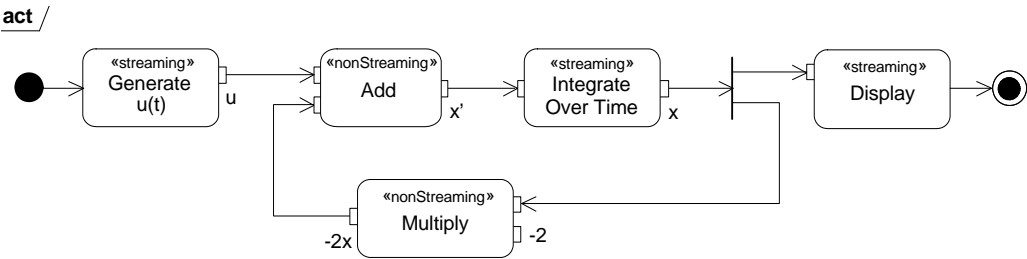 act
«streaming»
Generate
u(t)
u
«nonStreaming»
Add
x’
«streaming»
Integrate
Over Time
x
«streaming»
Display
«nonStreaming»
Multiply
-2x
-2